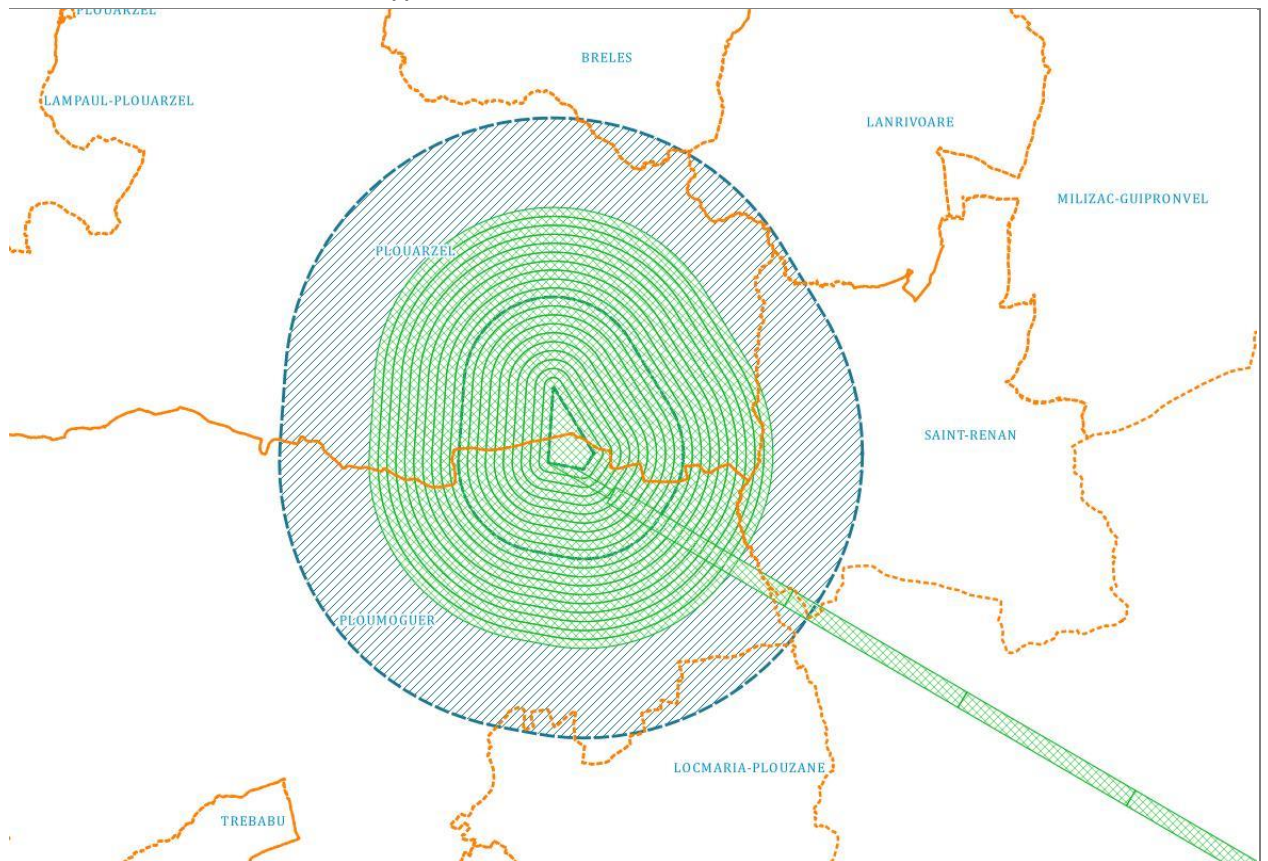 PLOUARZEL
BRELES
LAMPAUL-PLOUARZEL
LANRIVOARE
MILIZAC-GUIPRONVEL
PLOUARZEL
SAINT-RENAN
PLOUMOGUER
LOCMARIA-PLOUZANE
TREBABU